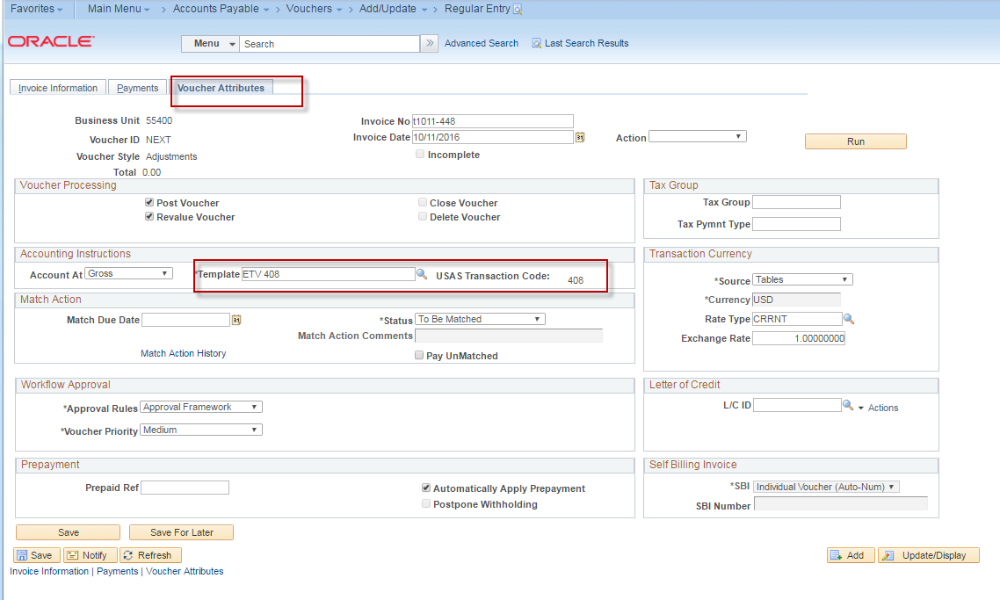 Favorites Main Menu > Accounts Payable > Vouchers > Add/Update > Regular Entry
ORACLE
Menu Search Advanced Search Last Search Results
Invoice Information Payments Voucher Attributes
Business Unit 55400 Invoice No t1011-448
Voucher ID NEXT Invoice Date 10/11/2016 31 Action Run
Voucher Style Adjustments Incomplete
Total 0.00
Voucher Processing Tax Group
Post Voucher Close Voucher Tax Group
Revalue Voucher Delete Voucher Tax Pymnt Type
Accounting Instructions Transaction Currency
Account At Gross *Template ETV 408 USAS Transaction Code: 408 *Source Tables
Match Action *Currency USD
Match Due Date 31 *Status To Be Matched Rate Type CRRNT
Match Action Comments Exchange Rate 1.00000000
Match Action History Pay UnMatched
Workflow Approval Letter of Credit
*Approval Rules Approval Framework L/C ID Actions
*Voucher Priority Medium
Prepayment Self Billing Invoice
Prepaid Ref Automatically Apply Prepayment *SBI Individual Voucher (Auto-Num)
Postpone Withholding SBI Number
Save Save For Later
Save Notify Refresh Add Update/Display
Invoice Information | Payments | Voucher Attributes